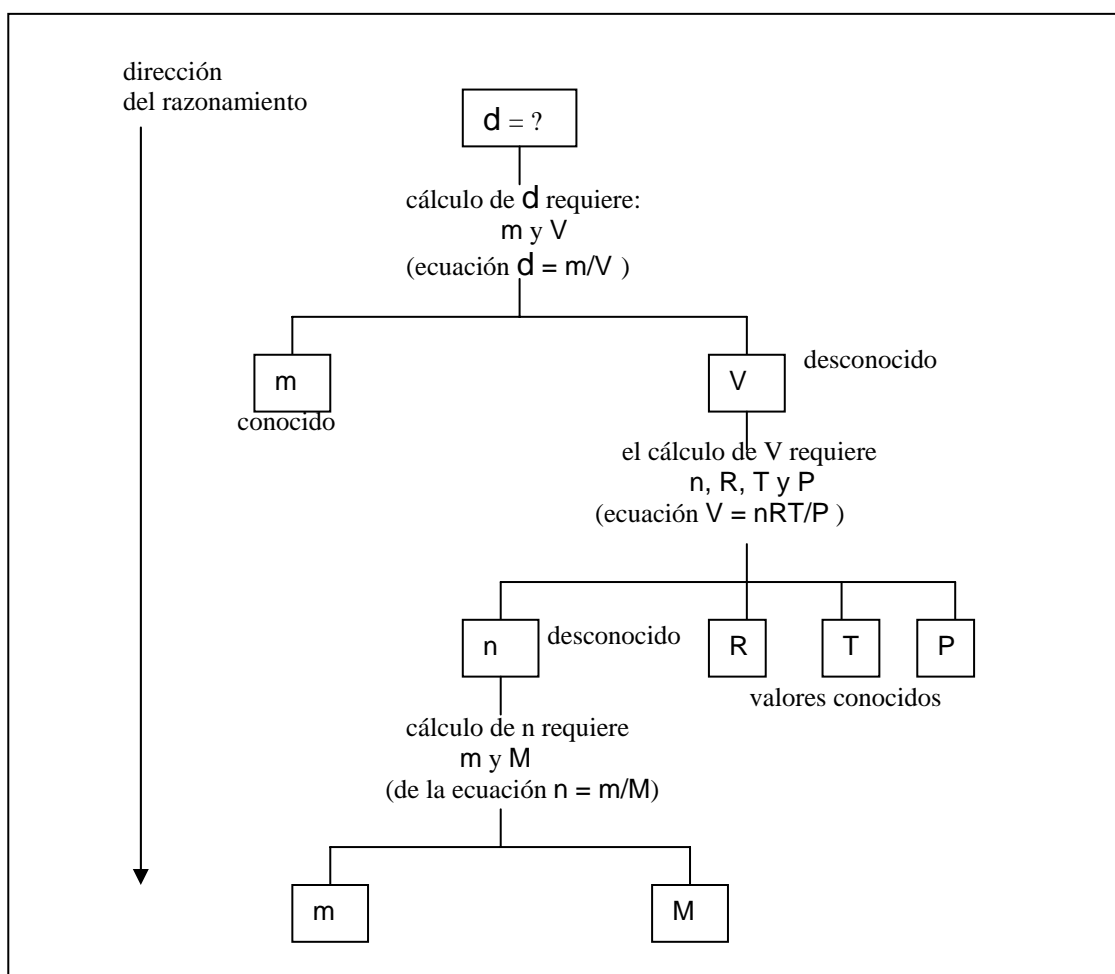 dirección
del razonamiento
d = ?
cálculo de d requiere:
m y V
(ecuación d = m/V )
m
conocido
V
desconocido
el cálculo de V requiere
n, R, T y P
(ecuación V = nRT/P )
n
desconocido
R
T
P
valores conocidos
cálculo de n requiere
m y M
(de la ecuación n = m/M)
m
M